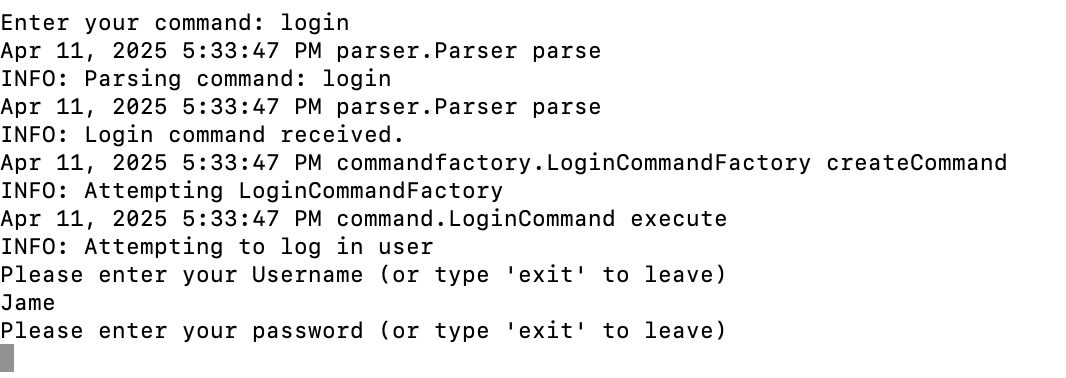 Enter your command: login
Apr 11, 2025 5:33:47 PM parser.Parser parse
INFO: Parsing command: login
Apr 11, 2025 5:33:47 PM parser.Parser parse
INFO: Login command received.
Apr 11, 2025 5:33:47 PM commandfactory.LoginCommandFactory createCommand
INFO: Attempting LoginCommandFactory
Apr 11, 2025 5:33:47 PM command.LoginCommand execute
INFO: Attempting to log in user
Please enter your Username (or type 'exit' to leave)
Jame
Please enter your password (or type 'exit' to leave)